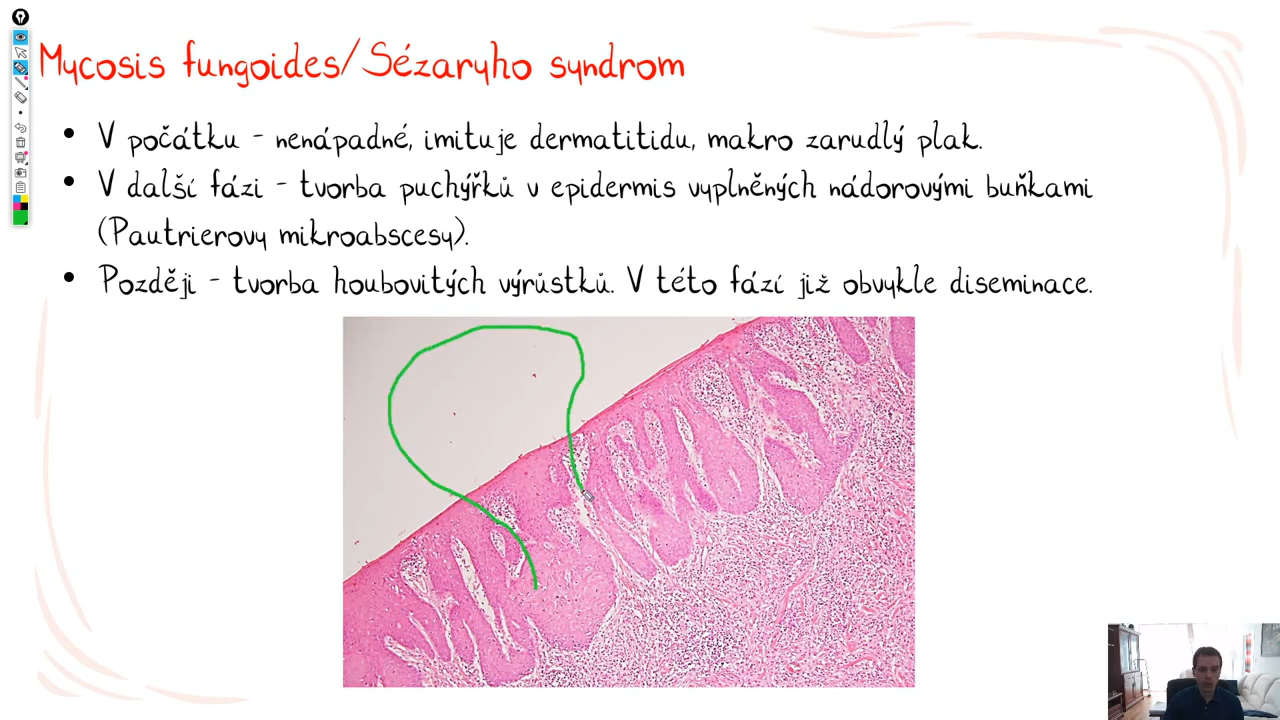 Mycosis fungoides/Sézaryho syndrom
• V počátku - nenápadné, imituje dermatitidu, makro zarudlý plak.
• V další fázi - tvorba puchýřků v epidermis vyplněných nádorovými buňkami
(Pautrierovy mikroabscesy).
• Později - tvorba houbovitých výrůstků. V této fází již obvykle diseminace.